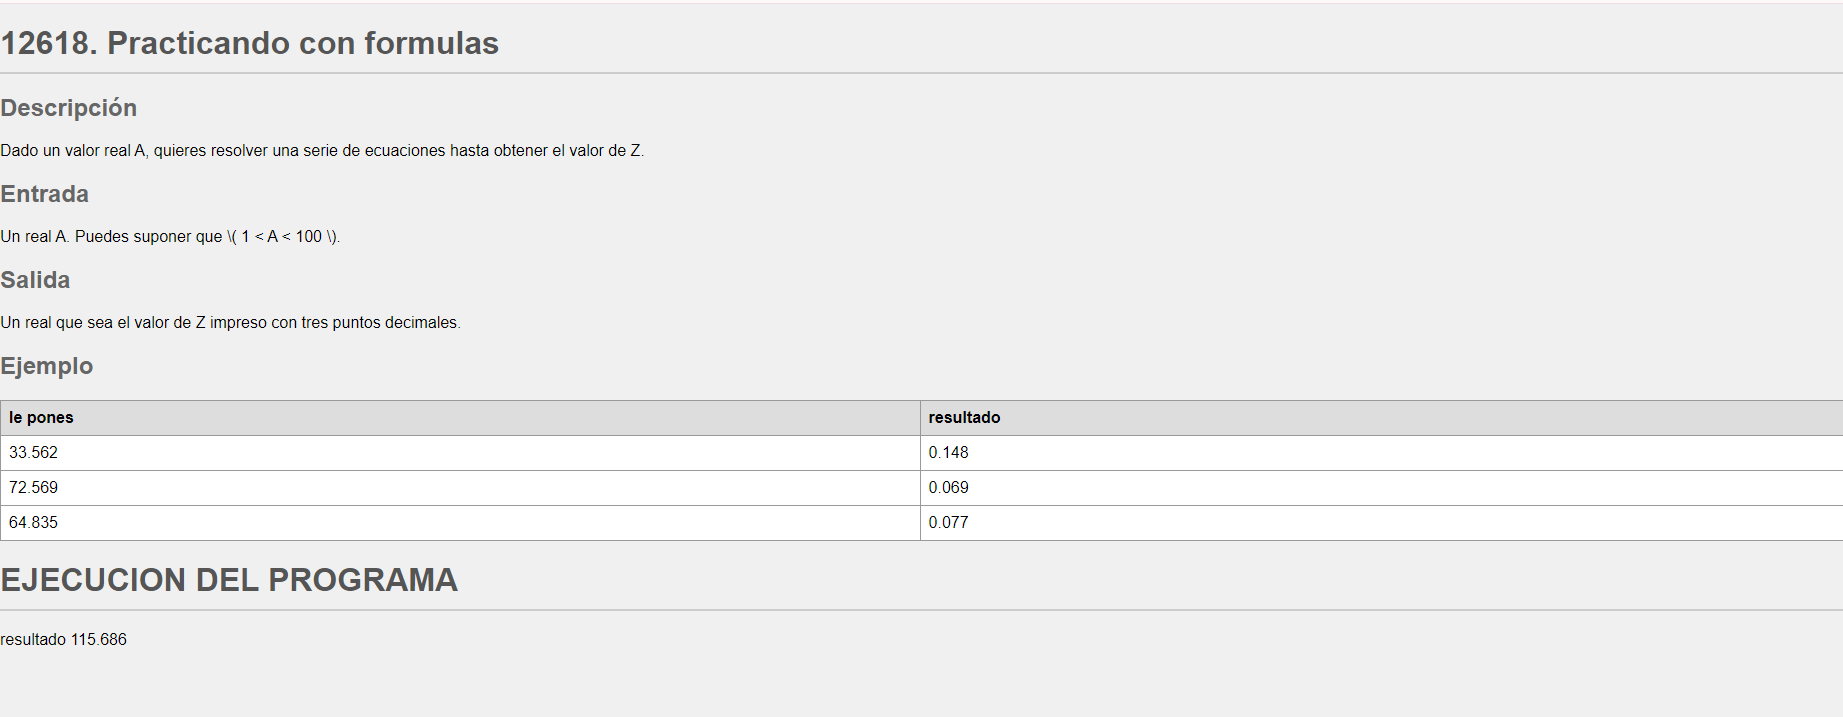 12618. Practicando con formulas
Descripción
Dado un valor real A, quieres resolver una serie de ecuaciones hasta obtener el valor de Z.
Entrada
Un real A. Puedes suponer que \( 1 < A < 100 \).
Salida
Un real que sea el valor de Z impreso con tres puntos decimales.
Ejemplo
le pones resultado
33.562 0.148
72.569 0.069
64.835 0.077
EJECUCION DEL PROGRAMA
resultado 115.686